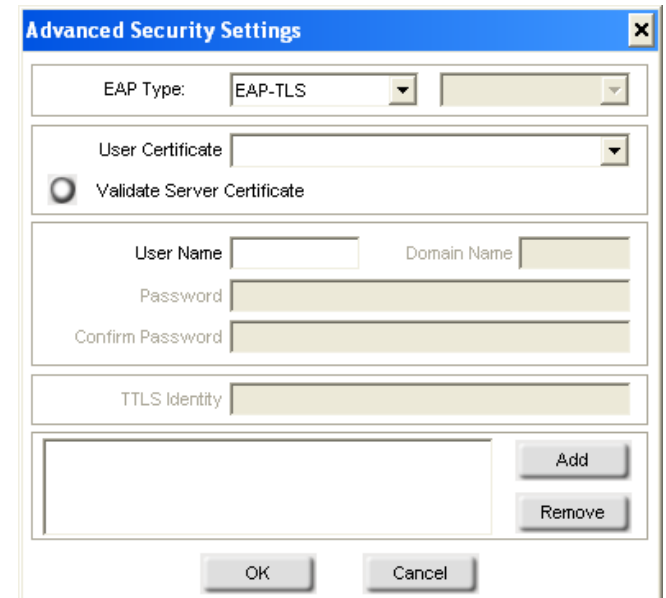 Advanced Security Settings
EAP Type: EAP-TLS
User Certificate
Validate Server Certificate
User Name Domain Name
Password
Confirm Password
TTLS Identity
Add
Remove
OK Cancel